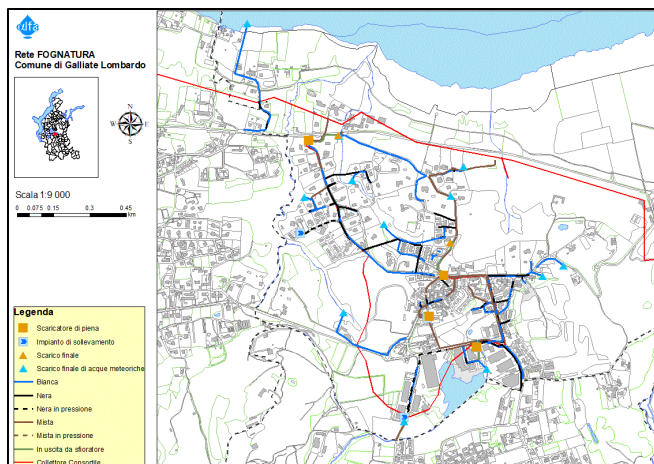 alfa
Rete FOGNATURA
Comune di Galliate Lombardo
N
W E
S
Scala 1:9 000
0 0.075 0.15 0.3 0.45
KM
Legenda
Scaricatore di piena
Impianto di sollevamento
Scarico finale
Scarico finale di acque meteoriche
Bianca
Nera
Nera in pressione
Mista
Mista in pressione
In uscita da sfioratore
Collettore Consortile